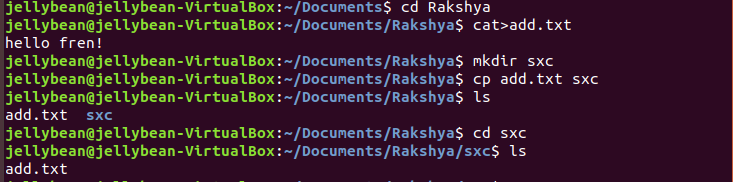 jellybean@jellybean-VirtualBox:~/Documents$ cd Rakshya
jellybean@jellybean-VirtualBox:~/Documents/Rakshya$ cat>add.txt
hello fren!
jellybean@jellybean-VirtualBox:~/Documents/Rakshya$ mkdir sxc
jellybean@jellybean-VirtualBox:~/Documents/Rakshya$ cp add.txt sxc
jellybean@jellybean-VirtualBox:~/Documents/Rakshya$ ls
add.txt  sxc
jellybean@jellybean-VirtualBox:~/Documents/Rakshya$ cd sxc
jellybean@jellybean-VirtualBox:~/Documents/Rakshya/sxc$ ls
add.txt